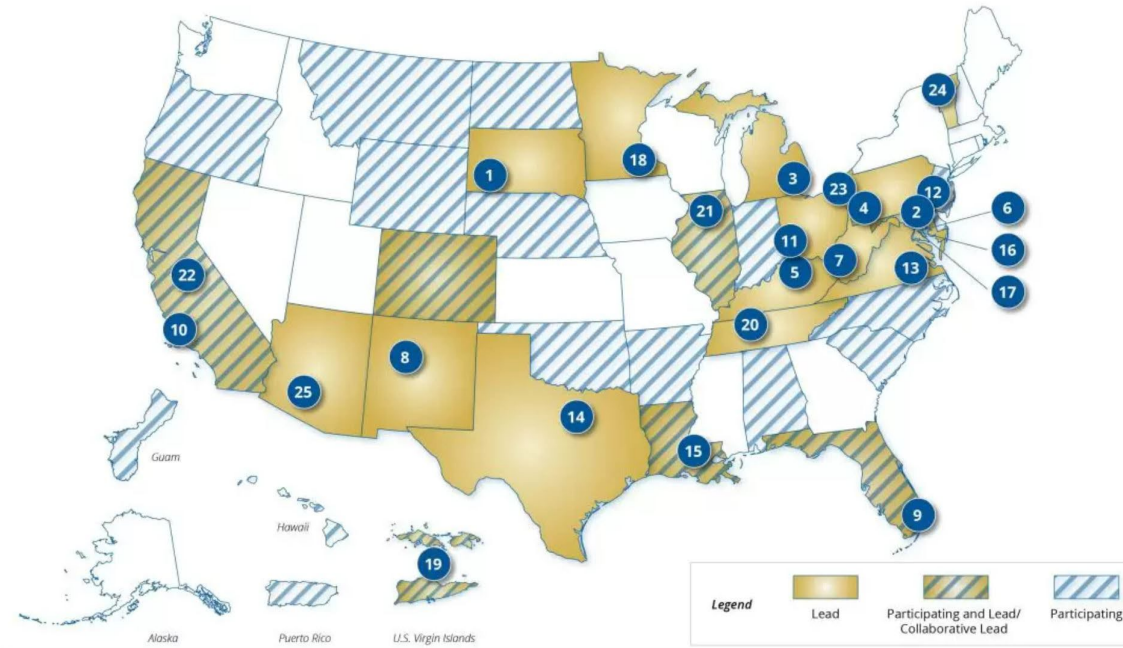 24
18
1
3
23
12
21
4
2
6
11
7
16
22
5
13
17
10
20
8
25
14
15
Guam
9
Hawaii
19
Legend
Lead
Participating and Lead/
Collaborative Lead
Participating
Alaska
Puerto Rico
U.S. Virgin Islands